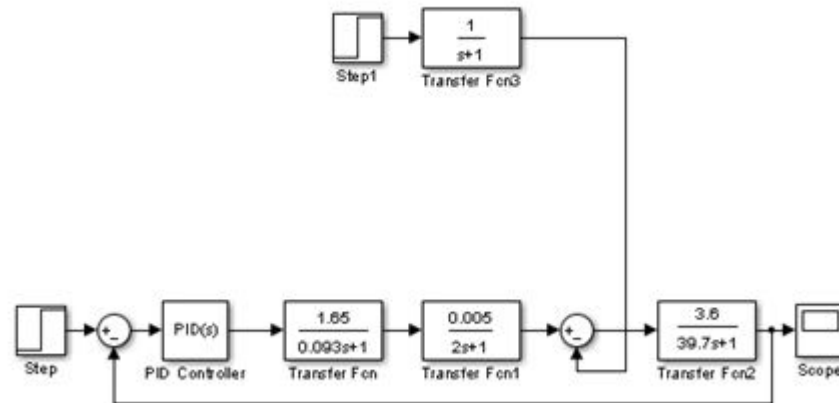 1
s+1
Step1
Transfer Fcn3
+
−
PID(s)
1.65
0.093s+1
0.005
2s+1
+
−
3.6
39.7s+1
Step
PID Controller
Transfer Fcn
Transfer Fcn1
Transfer Fcn2
Scope